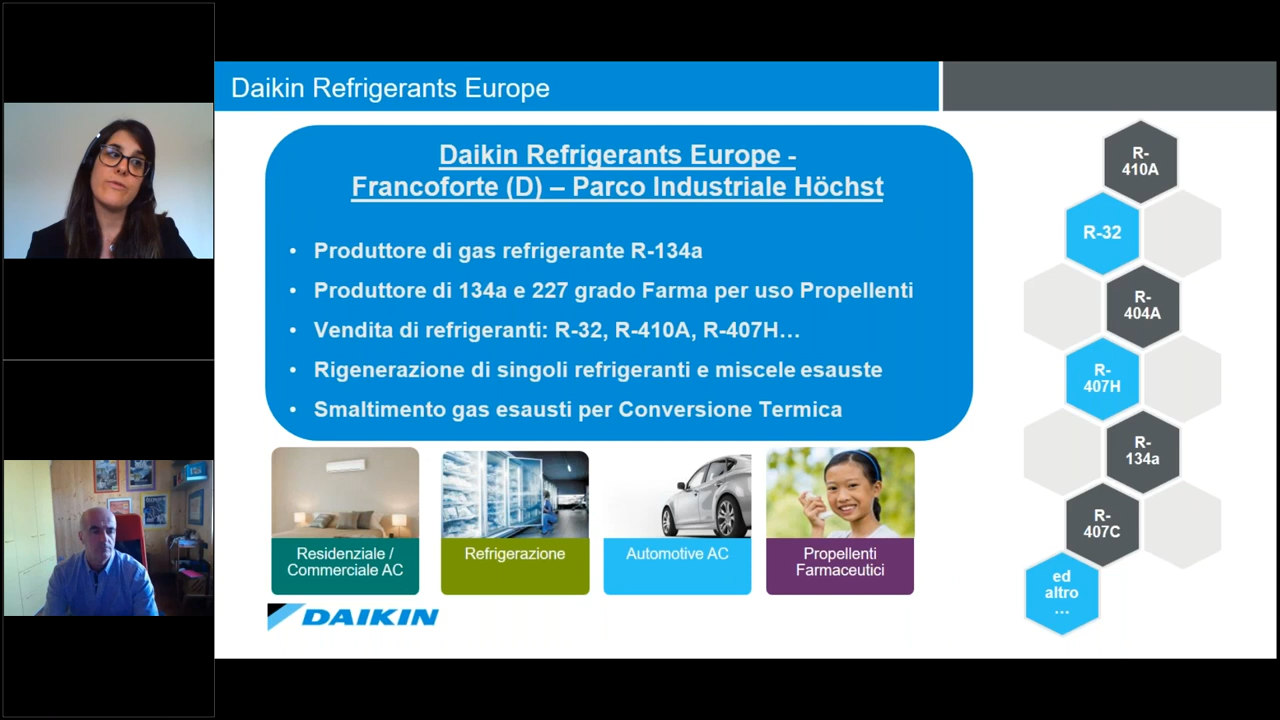 Daikin Refrigerants Europe
Daikin Refrigerants Europe -
Francoforte (D) – Parco Industriale Höchst
• Produttore di gas refrigerante R-134a
• Produttore di 134a e 227 grado Farma per uso Propellenti
• Vendita di refrigeranti: R-32, R-410A, R-407H…
• Rigenerazione di singoli refrigeranti e miscele esauste
• Smaltimento gas esausti per Conversione Termica
Residenziale /
Commerciale AC
Refrigerazione
Automotive AC
Propellenti
Farmaceutici
DAIKIN
R-
410A
R-32
R-
404A
R-
407H
R-
134a
R-
407C
ed
altro
…